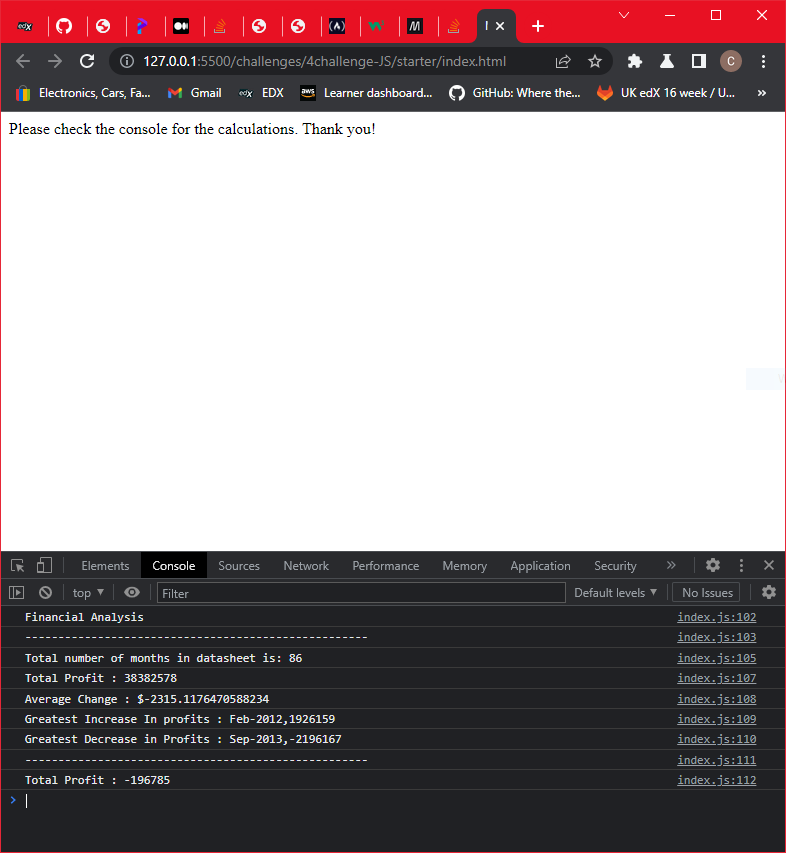 edX
aws
127.0.0.1:5500/challenges/4challenge-JS/starter/index.html
C
Electronics, Cars, Fa... Gmail edX EDX aws Learner dashboard... GitHub: Where the... UK edX 16 week / U... »
Please check the console for the calculations. Thank you!
Elements Console Sources Network Performance Memory Application Security »
top Filter Default levels No Issues
Financial Analysis index.js:102
---------------------------------------------------- index.js:103
Total number of months in datasheet is: 86 index.js:105
Total Profit : 38382578 index.js:107
Average Change : $-2315.1176470588234 index.js:108
Greatest Increase In profits : Feb-2012,1926159 index.js:109
Greatest Decrease in Profits : Sep-2013,-2196167 index.js:110
---------------------------------------------------- index.js:111
Total Profit : -196785 index.js:112